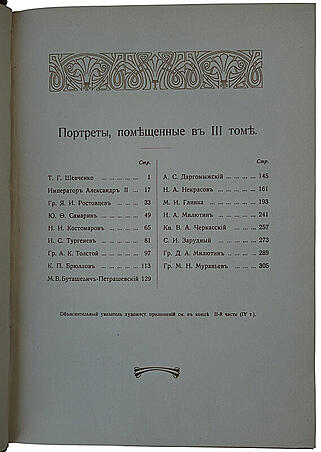 Портреты, помѣщенные въ III томѣ.
Стр.
Т. Г. Шевченко ... ... ... ... 1
Императоръ Александръ II ... 17
Гр. Я. И. Ростовцевъ ... ... ... 33
Ю. Ѳ. Самаринъ ... ... ... ... 49
Н. И. Костомаровъ ... ... ... 65
И. С. Тургеневъ ... ... ... ... 81
Гр. А. К. Толстой ... ... ... ... 97
К. П. Брюлловъ ... ... ... ... 113
М. В. Буташевичъ-Петрашевскій 129
Стр.
А. С. Даргомыжскій ... ... ... 145
Н. А. Некрасовъ ... ... ... ... 161
М. И. Глинка ... ... ... ... 193
Н. А. Милютинъ ... ... ... ... 241
Кн. В. А. Черкасскій ... ... ... 257
С. И. Зарудный ... ... ... ... 273
Гр. Д. А. Милютинъ ... ... ... 289
Гр. М. Н. Муравьевъ ... ... ... 305
Объяснительный указатель художест. приложеній см. въ концѣ II-й части (IV т.).